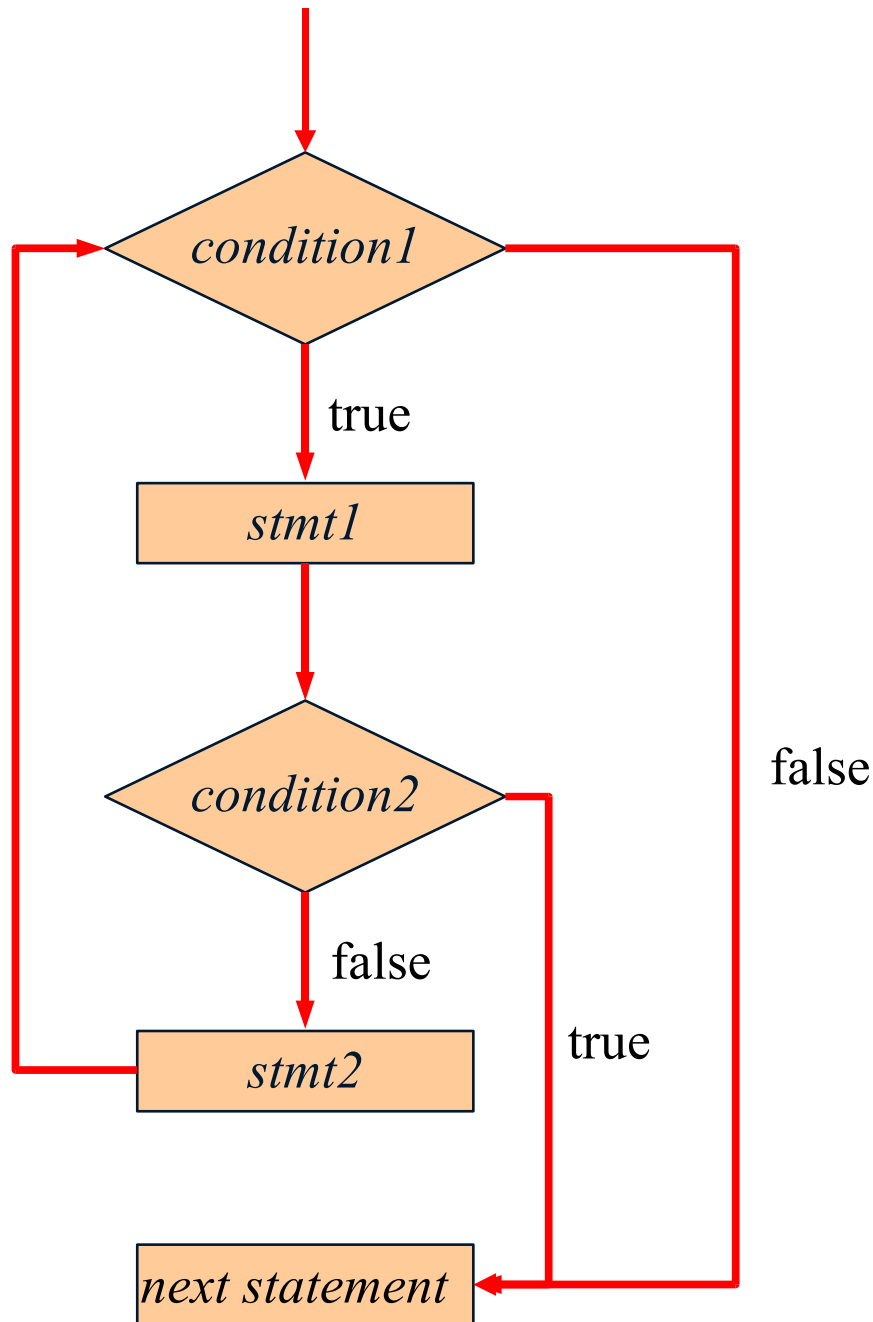 condition1
true
stmt1
condition2
false
false
true
stmt2
next statement